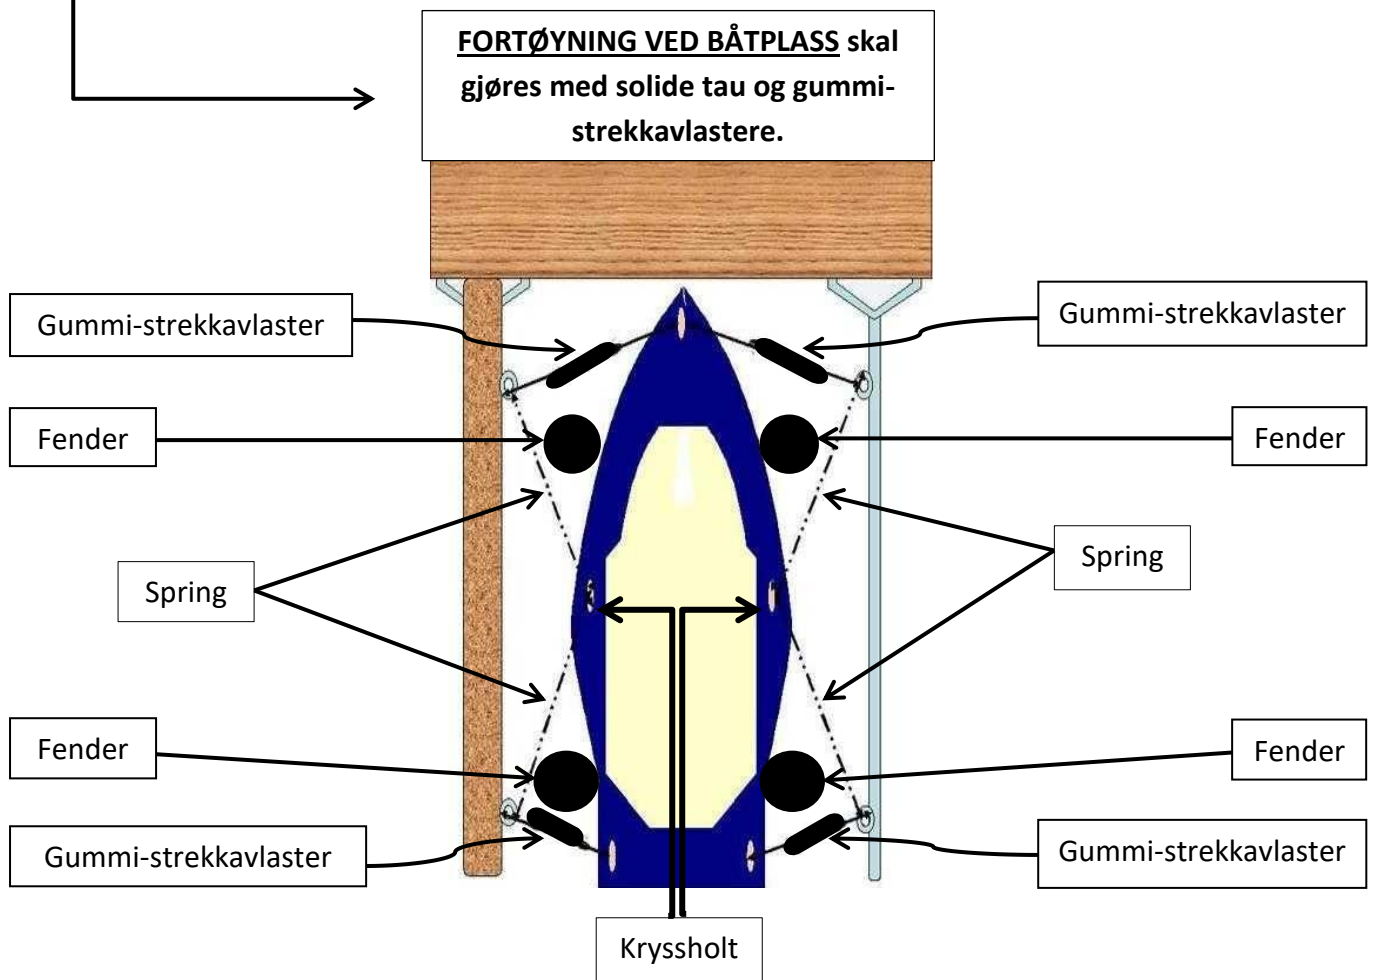 FORTØYNING VED BÅTPLASS skal
gjøres med solide tau og gummi-
strekkavlastere.
Gummi-strekkavlaster
Gummi-strekkavlaster
Fender
Fender
Spring
Spring
Fender
Fender
Gummi-strekkavlaster
Gummi-strekkavlaster
Kryssholt